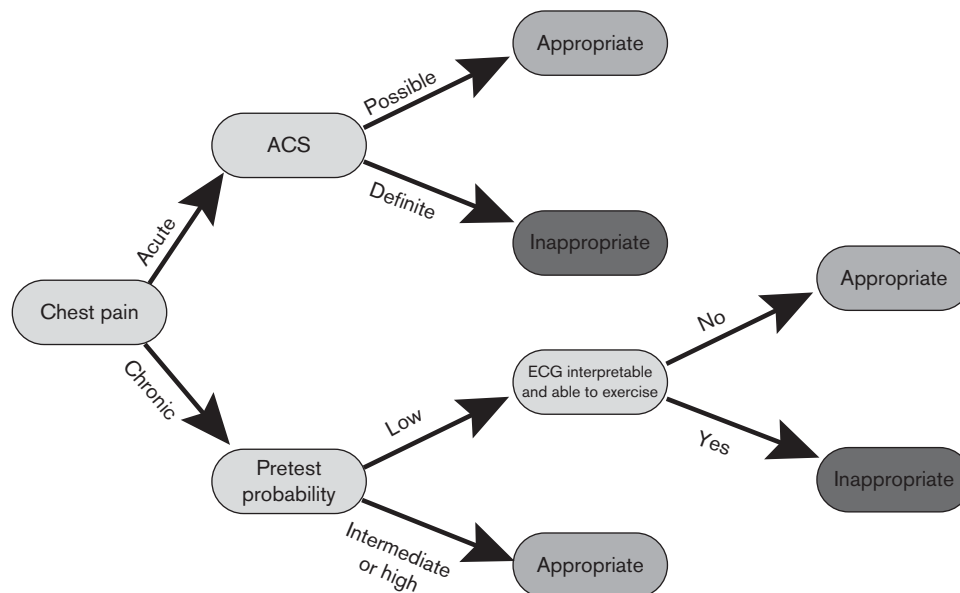 Appropriate
Possible
ACS
Definite
Inappropriate
Acute
Chest pain
Chronic
Appropriate
No
ECG interpretable
and able to exercise
Low
Yes
Pretest
probability
Inappropriate
Intermediate
or high
Appropriate